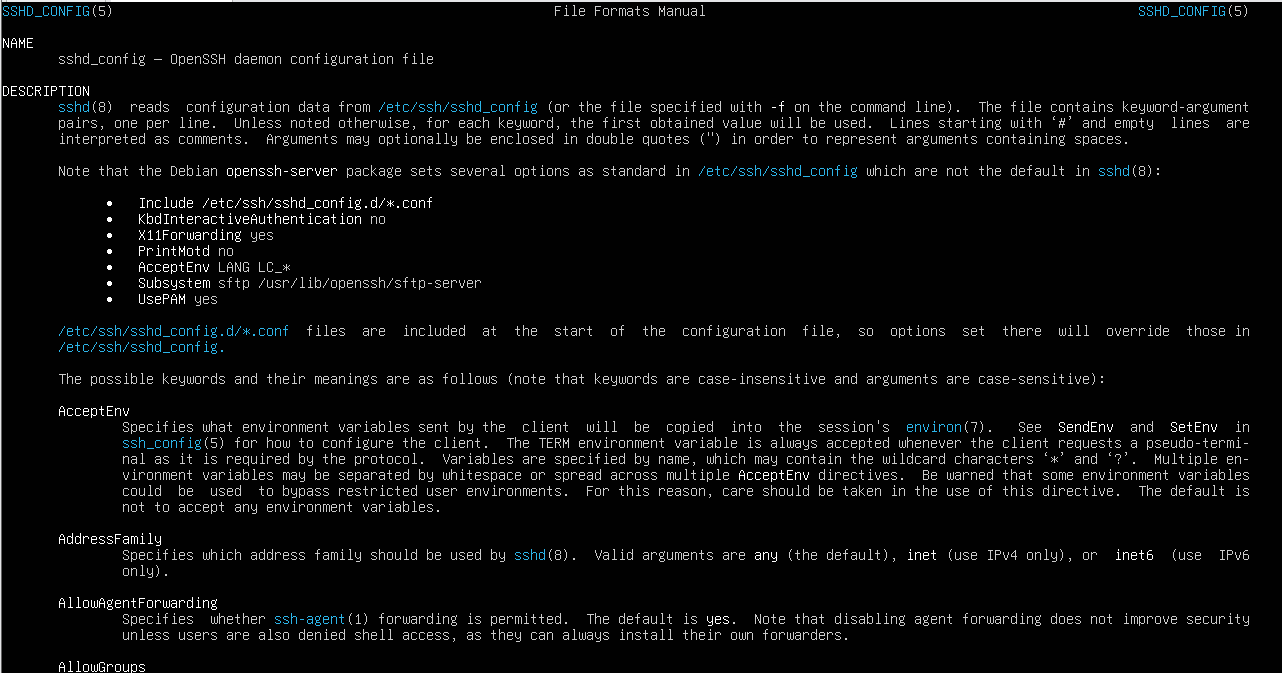 SSHD_CONFIG(5) File Formats Manual SSHD_CONFIG(5)
NAME
sshd_config — OpenSSH daemon configuration file
DESCRIPTION
sshd(8) reads configuration data from /etc/ssh/sshd_config (or the file specified with -f on the command line). The file contains keyword-argument
pairs, one per line. Unless noted otherwise, for each keyword, the first obtained value will be used. Lines starting with ‘#’ and empty lines are
interpreted as comments. Arguments may optionally be enclosed in double quotes (") in order to represent arguments containing spaces.
Note that the Debian openssh-server package sets several options as standard in /etc/ssh/sshd_config which are not the default in sshd(8):
• Include /etc/ssh/sshd_config.d/*.conf
• KbdInteractiveAuthentication no
• X11Forwarding yes
• PrintMotd no
• AcceptEnv LANG LC_*
• Subsystem sftp /usr/lib/openssh/sftp-server
• UsePAM yes
/etc/ssh/sshd_config.d/*.conf files are included at the start of the configuration file, so options set there will override those in
/etc/ssh/sshd_config.
The possible keywords and their meanings are as follows (note that keywords are case-insensitive and arguments are case-sensitive):
AcceptEnv
Specifies what environment variables sent by the client will be copied into the session's environ(7). See SendEnv and SetEnv in
ssh_config(5) for how to configure the client. The TERM environment variable is always accepted whenever the client requests a pseudo-termi-
nal as it is required by the protocol. Variables are specified by name, which may contain the wildcard characters ‘*’ and ‘?’. Multiple en-
vironment variables may be separated by whitespace or spread across multiple AcceptEnv directives. Be warned that some environment variables
could be used to bypass restricted user environments. For this reason, care should be taken in the use of this directive. The default is
not to accept any environment variables.
AddressFamily
Specifies which address family should be used by sshd(8). Valid arguments are any (the default), inet (use IPv4 only), or inet6 (use IPv6
only).
AllowAgentForwarding
Specifies whether ssh-agent(1) forwarding is permitted. The default is yes. Note that disabling agent forwarding does not improve security
unless users are also denied shell access, as they can always install their own forwarders.
AllowGroups